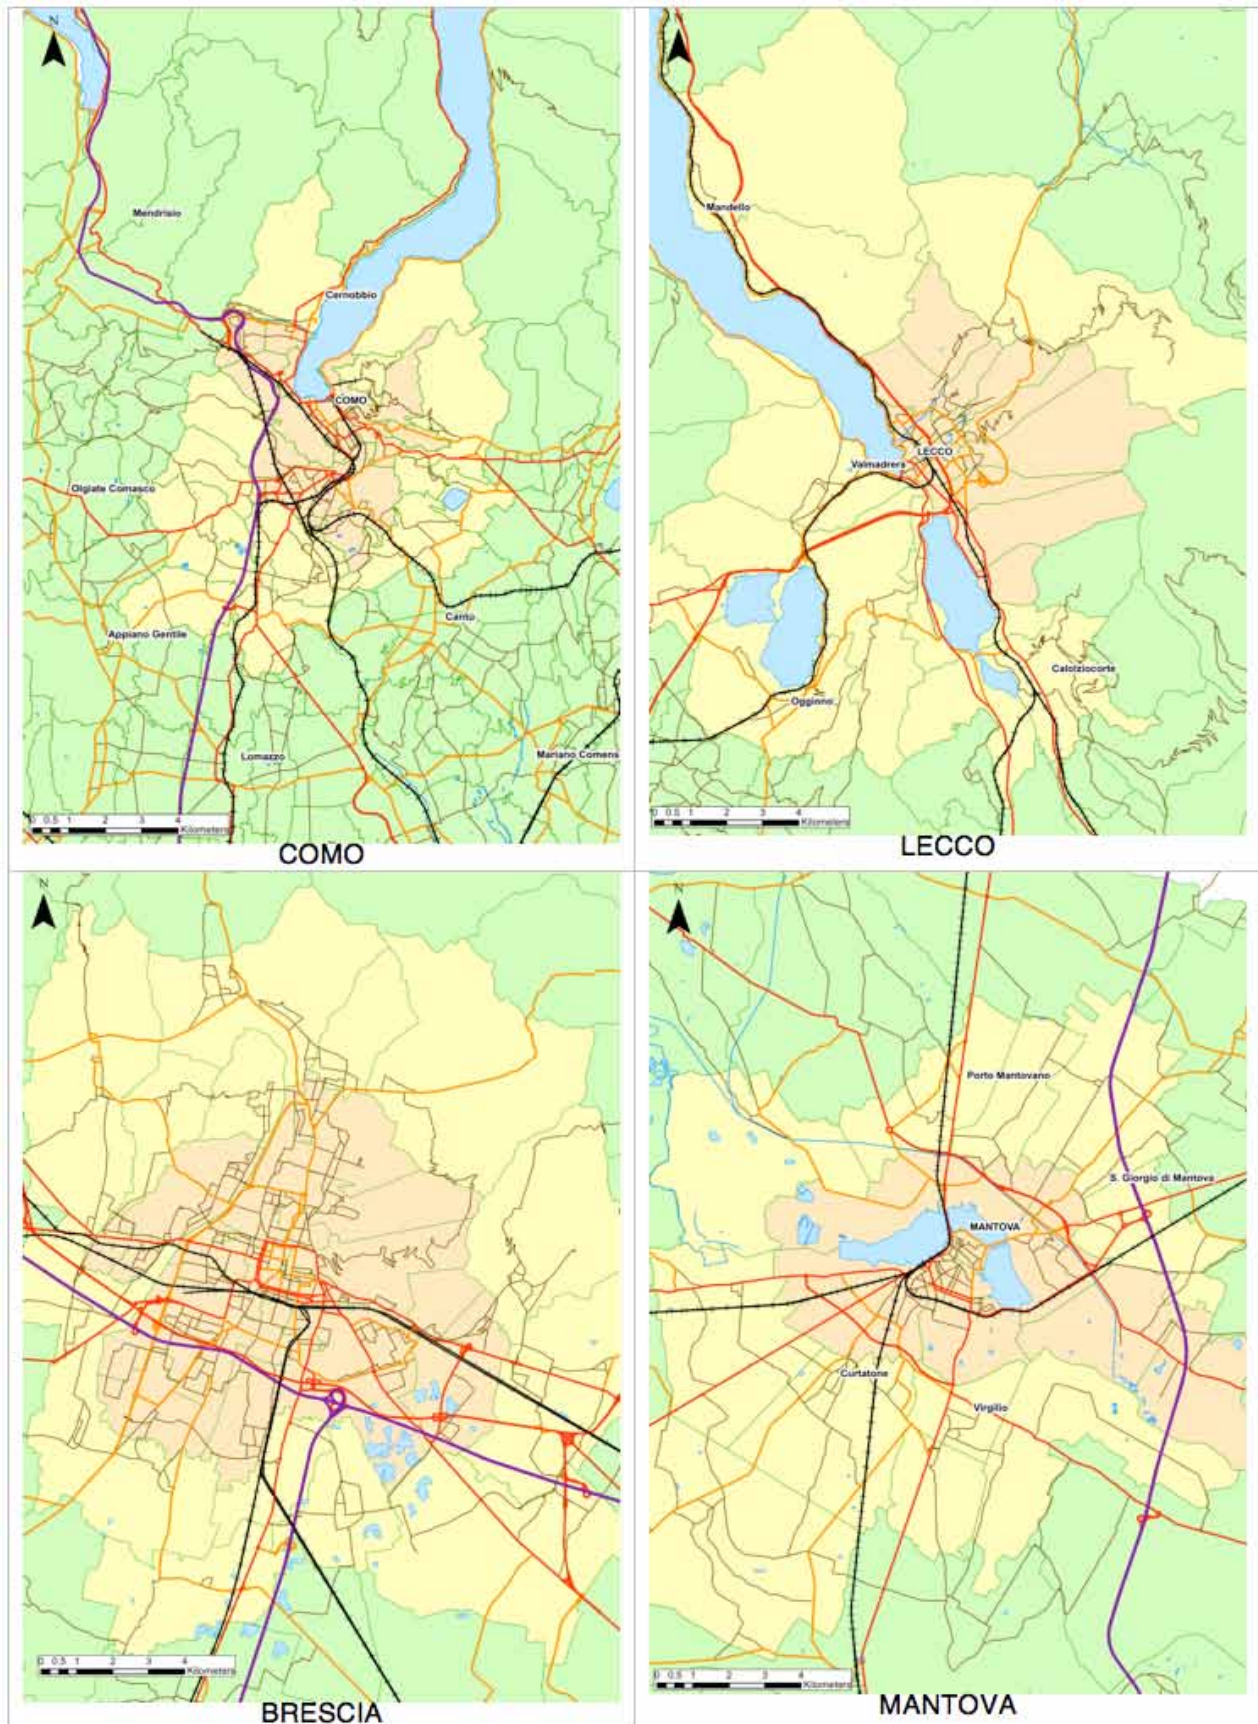 N
Mendrisio
Cernobbio
COMO
Olgiate Comasco
Cantù
Appiano Gentile
Lomazzo
Mariano Comens
0 0.5 1 2 3 4
Kilometers
COMO
N
Mandello
LECCO
Valmadrera
Calolziocorte
Oggiono
0 0.5 1 2 3 4
Kilometers
LECCO
N
0 0.5 1 2 3 4
Kilometers
BRESCIA
N
Porto Mantovano
S. Giorgio di Mantova
MANTOVA
Curtatone
Virgilio
0 0.5 1 2 3 4
Kilometers
MANTOVA